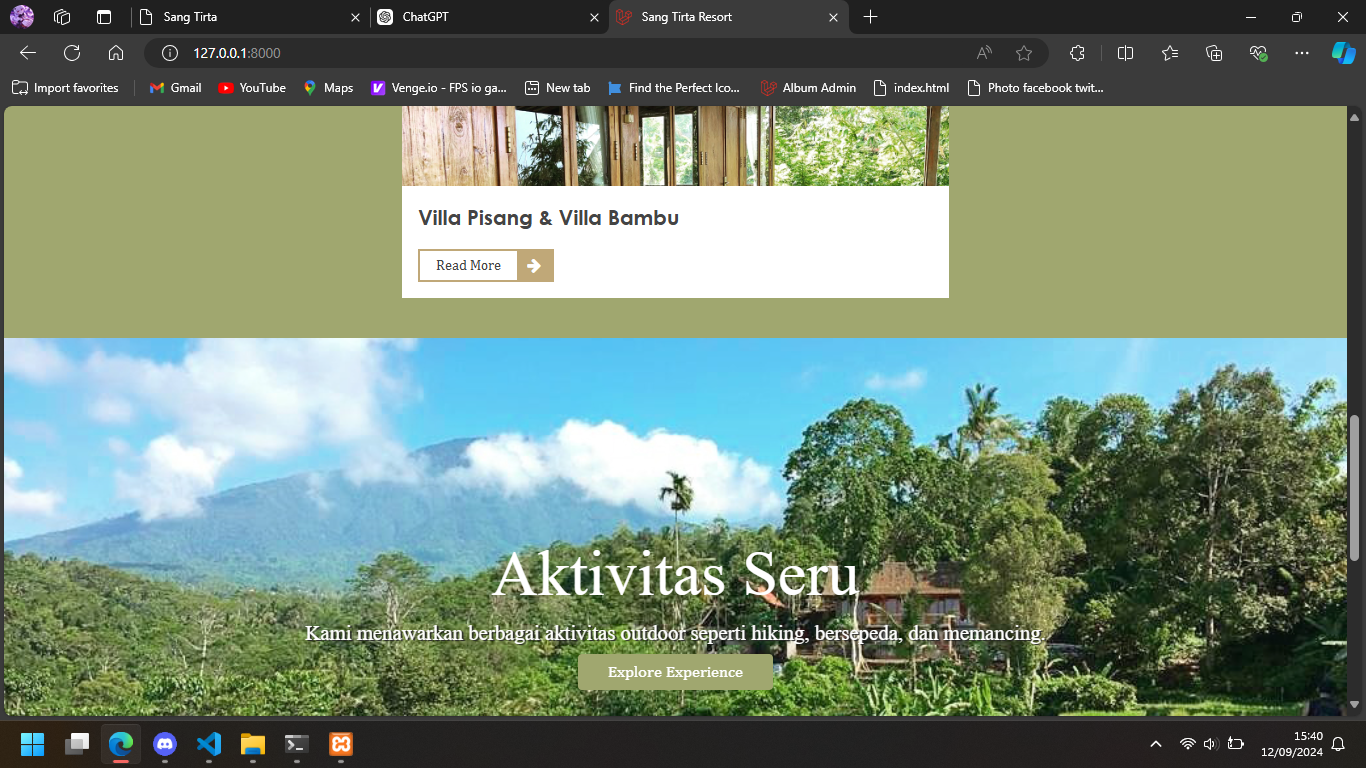 Sang Tirta
ChatGPT
Sang Tirta Resort
127.0.0.1:8000
Import favorites
Gmail
YouTube
Maps
Venge.io - FPS io ga...
New tab
Find the Perfect Ico...
Album Admin
index.html
Photo facebook twit...
Villa Pisang & Villa Bambu
Read More
Aktivitas Seru
Kami menawarkan berbagai aktivitas outdoor seperti hiking, bersepeda, dan memancing.
Explore Experience
15:40
12/09/2024